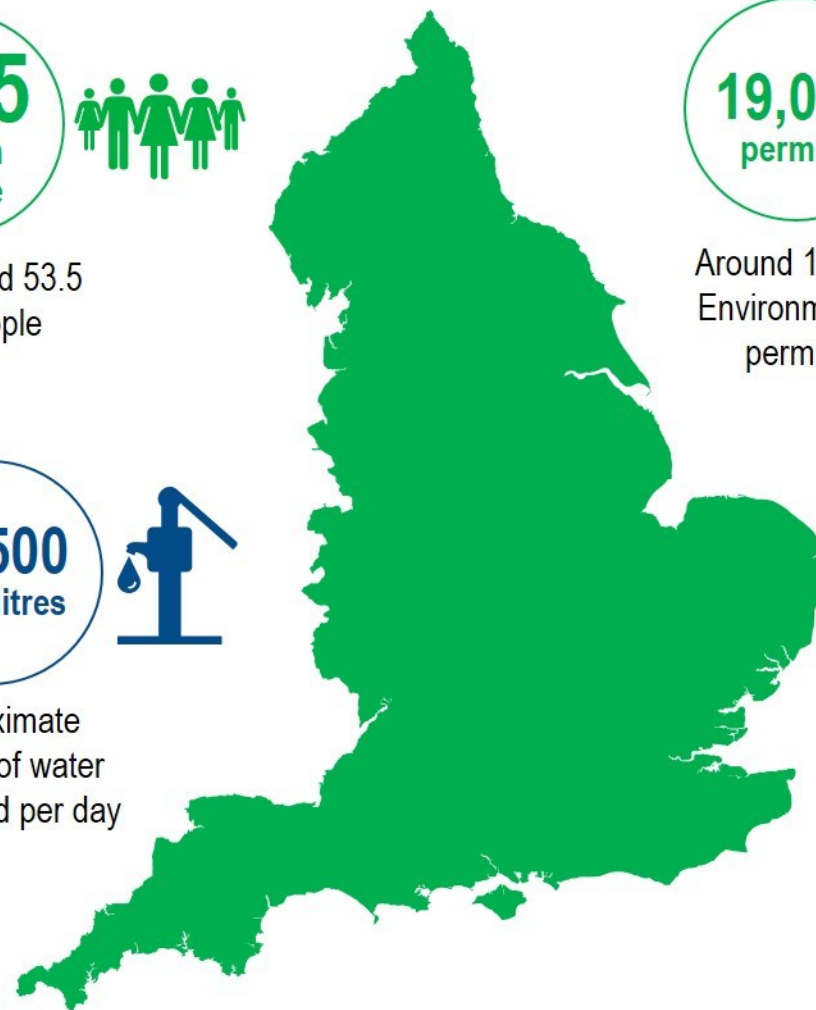 5
d 53.5
ple
500
itres
ximate
of water
d per day
19,0
perm
Around 1
Environm
perm